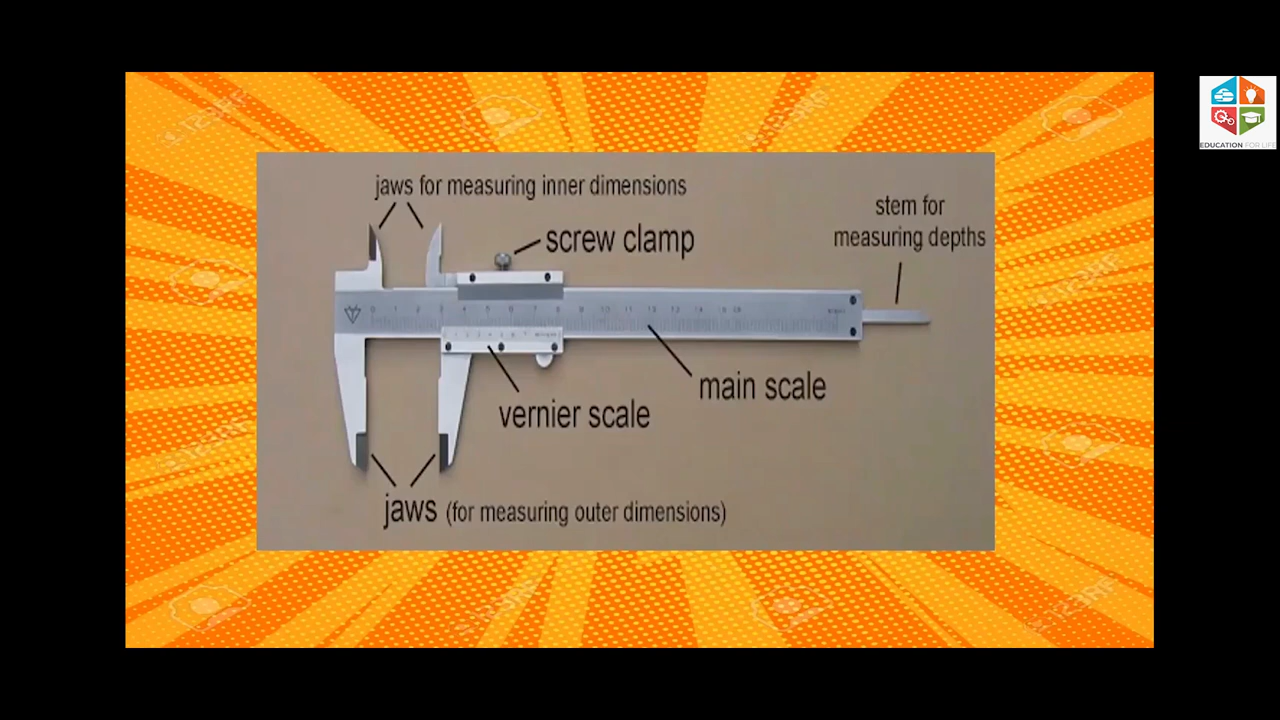 jaws for measuring inner dimensions
screw clamp
stem for
measuring depths
main scale
vernier scale
jaws (for measuring outer dimensions)
EDUCATION FOR LIFE
123RF